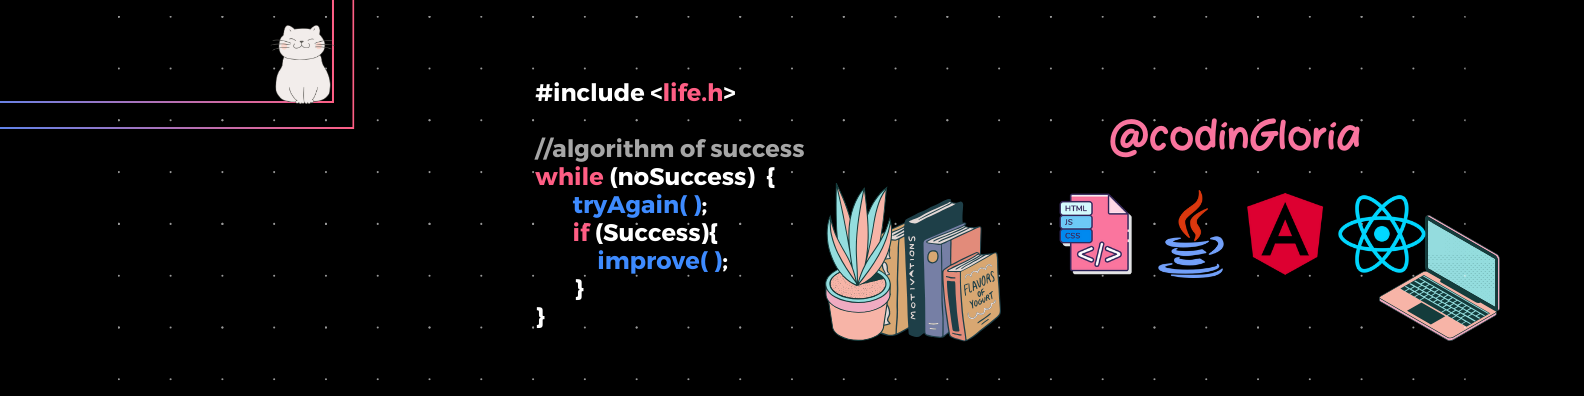 #include <life.h>
//algorithm of success
while (noSuccess) {
tryAgain( );
if (Success){
improve( );
}
}
@codinGloria
HTML
JS
CSS
</>
A
MOTIVATIONS
FLAVORS
OF
YOGURT